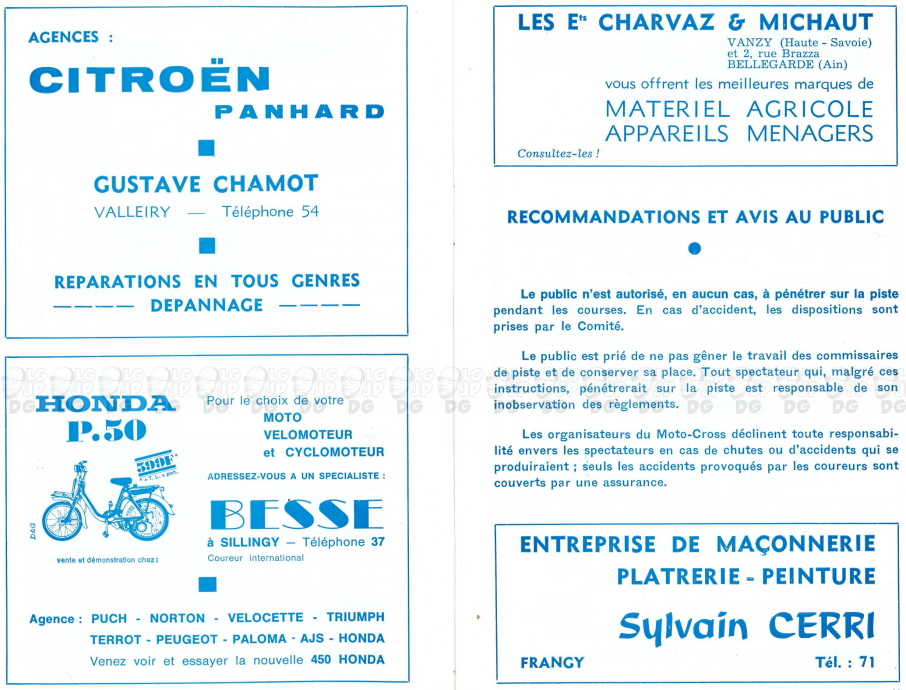 AGENCES :
CITROËN
PANHARD
GUSTAVE CHAMOT
VALLEIRY — Téléphone 54
REPARATIONS EN TOUS GENRES
———— DEPANNAGE ————
HONDA
P.50
599F.
+ T.L. + port.
D&G
vente et démonstration chez :
Pour le choix de votre
MOTO
VELOMOTEUR
et CYCLOMOTEUR
ADRESSEZ-VOUS A UN SPECIALISTE :
BESSE
à SILLINGY — Téléphone 37
Coureur international
Agence : PUCH - NORTON - VELOCETTE - TRIUMPH
TERROT - PEUGEOT - PALOMA - AJS - HONDA
Venez voir et essayer la nouvelle 450 HONDA
LES Ets CHARVAZ & MICHAUT
VANZY (Haute - Savoie)
et 2, rue Brazza
BELLEGARDE (Ain)
vous offrent les meilleures marques de
MATERIEL AGRICOLE
APPAREILS MENAGERS
Consultez-les !
RECOMMANDATIONS ET AVIS AU PUBLIC
Le public n'est autorisé, en aucun cas, à pénétrer sur la piste
pendant les courses. En cas d'accident, les dispositions sont
prises par le Comité.
Le public est prié de ne pas gêner le travail des commissaires
de piste et de conserver sa place. Tout spectateur qui, malgré ces
instructions, pénétrerait sur la piste est responsable de son
inobservation des règlements.
Les organisateurs du Moto-Cross déclinent toute responsabi-
lité envers les spectateurs en cas de chutes ou d'accidents qui se
produiraient ; seuls les accidents provoqués par les coureurs sont
couverts par une assurance.
ENTREPRISE DE MAÇONNERIE
PLATRERIE - PEINTURE
Sylvain CERRI
FRANGY Tél. : 71